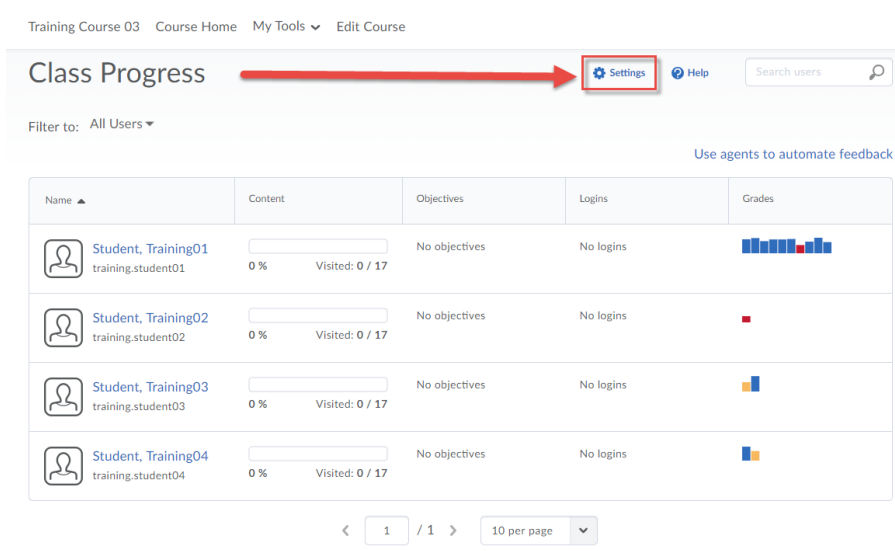 Training Course 03 Course Home My Tools Edit Course
Class Progress Settings Help Search users
Filter to: All Users
Use agents to automate feedback
Name Content Objectives Logins Grades
Student, Training01 No objectives No logins
training.student01 0 % Visited: 0 / 17
Student, Training02 No objectives No logins
training.student02 0 % Visited: 0 / 17
Student, Training03 No objectives No logins
training.student03 0 % Visited: 0 / 17
Student, Training04 No objectives No logins
training.student04 0 % Visited: 0 / 17
1 / 1 10 per page